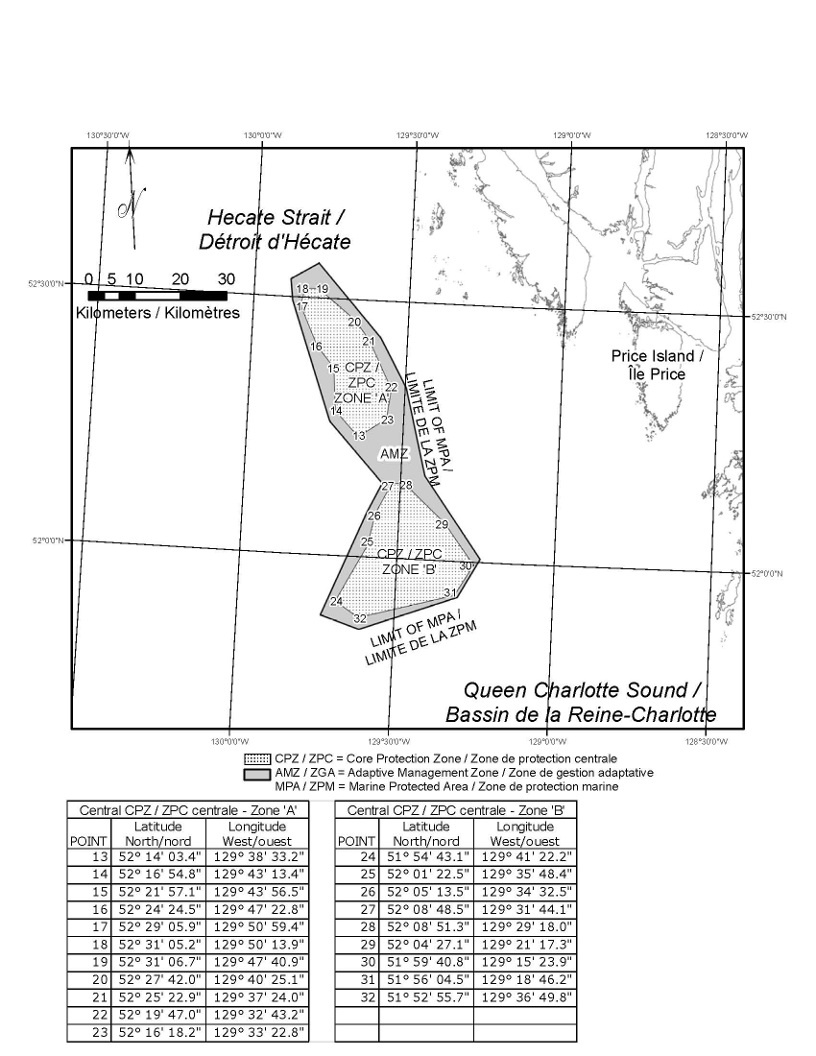 130°30'0"W
130°0'0"W
129°30'0"W
129°0'0"W
128°30'0"W
N
Hecate Strait /
Détroit d'Hécate
52°30'0"N
0 5 10 20 30
Kilometers / Kilomètres
52°30'0"N
18 19
17
20
21
16
15
CPZ /
ZPC
ZONE 'A'
22
14
23
13
Price Island /
Île Price
LIMIT OF MPA /
LIMITE DE LA ZPM
AMZ
27 28
26
29
25
52°0'0"N
CPZ / ZPC
ZONE 'B'
30
52°0'0"N
31
24
32
LIMIT OF MPA /
LIMITE DE LA ZPM
Queen Charlotte Sound /
Bassin de la Reine-Charlotte
130°0'0"W
129°30'0"W
129°0'0"W
128°30'0"W
CPZ / ZPC = Core Protection Zone / Zone de protection centrale
AMZ / ZGA = Adaptive Management Zone / Zone de gestion adaptative
MPA / ZPM = Marine Protected Area / Zone de protection marine
Central CPZ / ZPC centrale - Zone 'A'
POINT Latitude North/nord Longitude West/ouest
13 52° 14' 03.4" 129° 38' 33.2"
14 52° 16' 54.8" 129° 43' 13.4"
15 52° 21' 57.1" 129° 43' 56.5"
16 52° 24' 24.5" 129° 47' 22.8"
17 52° 29' 05.9" 129° 50' 59.4"
18 52° 31' 05.2" 129° 50' 13.9"
19 52° 31' 06.7" 129° 47' 40.9"
20 52° 27' 42.0" 129° 40' 25.1"
21 52° 25' 22.9" 129° 37' 24.0"
22 52° 19' 47.0" 129° 32' 43.2"
23 52° 16' 18.2" 129° 33' 22.8"
Central CPZ / ZPC centrale - Zone 'B'
POINT Latitude North/nord Longitude West/ouest
24 51° 54' 43.1" 129° 41' 22.2"
25 52° 01' 22.5" 129° 35' 48.4"
26 52° 05' 13.5" 129° 34' 32.5"
27 52° 08' 48.5" 129° 31' 44.1"
28 52° 08' 51.3" 129° 29' 18.0"
29 52° 04' 27.1" 129° 21' 17.3"
30 51° 59' 40.8" 129° 15' 23.9"
31 51° 56' 04.5" 129° 18' 46.2"
32 51° 52' 55.7" 129° 36' 49.8"